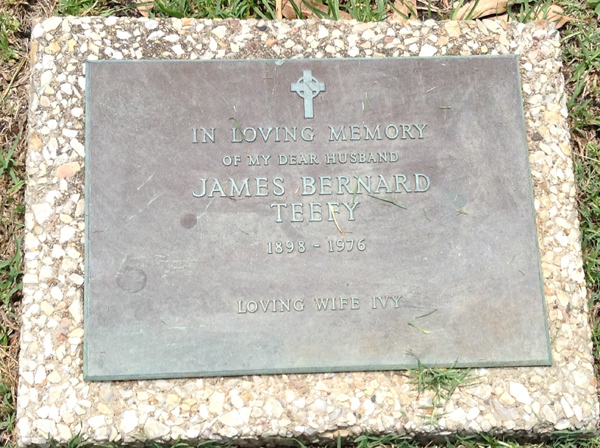 IN LOVING MEMORY
OF MY DEAR HUSBAND
JAMES BERNARD
TEEFY
1898 - 1976
LOVING WIFE IVY